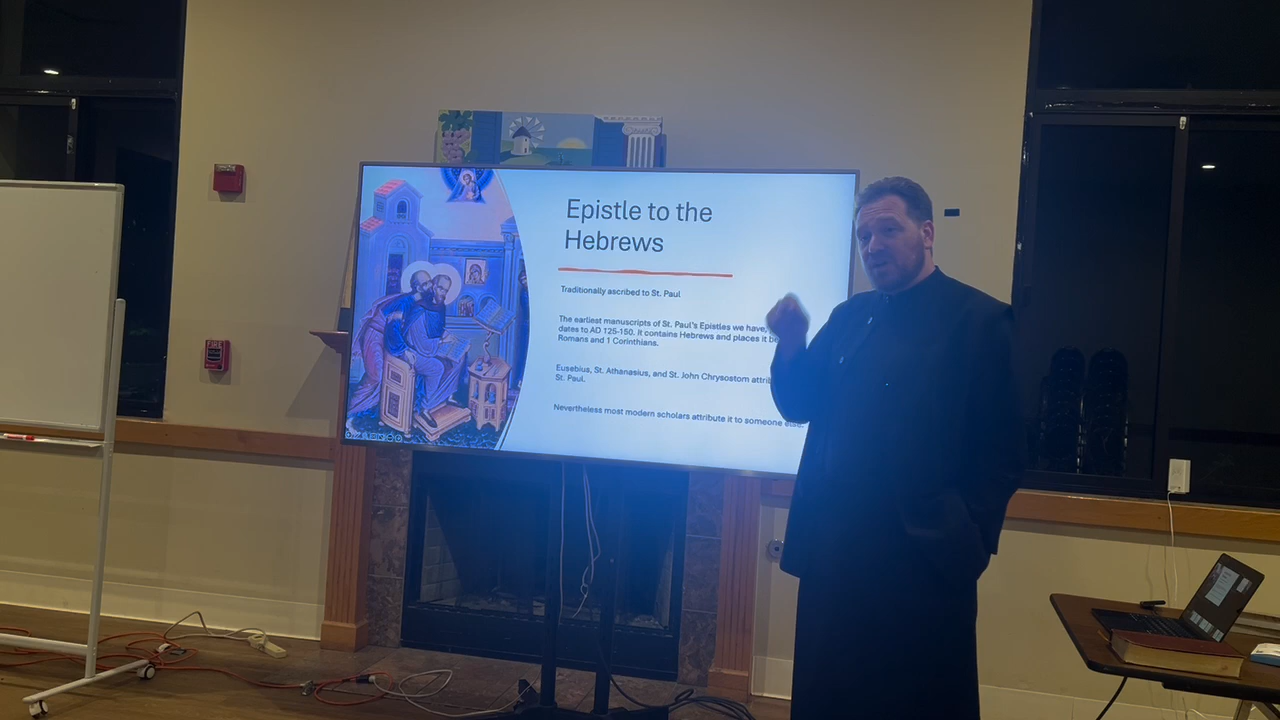 Epistle to the
Hebrews
Traditionally ascribed to St. Paul
The earliest manuscripts of St. Paul's Epistles we have,
dates to AD 125-150. It contains Hebrews and places it
Romans and 1 Corinthians.
Eusebius, St. Athanasius, and St. John Chrysostom
St. Paul.
Nevertheless most modern scholars attribute it to someone else.
FIRE